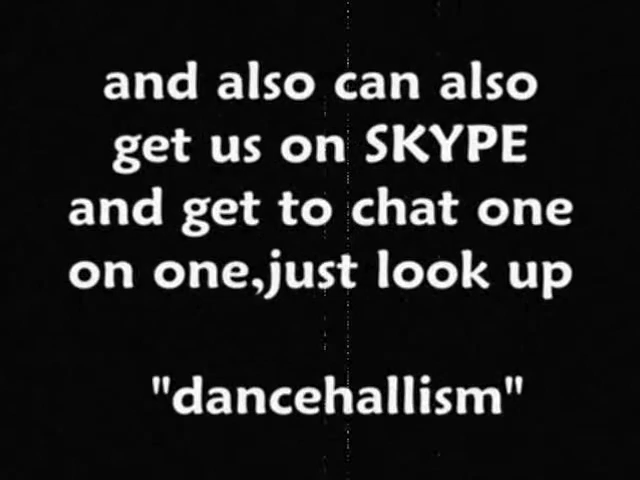 and also can also
get us on SKYPE
and get to chat one
on one,just look up
"dancehallism"